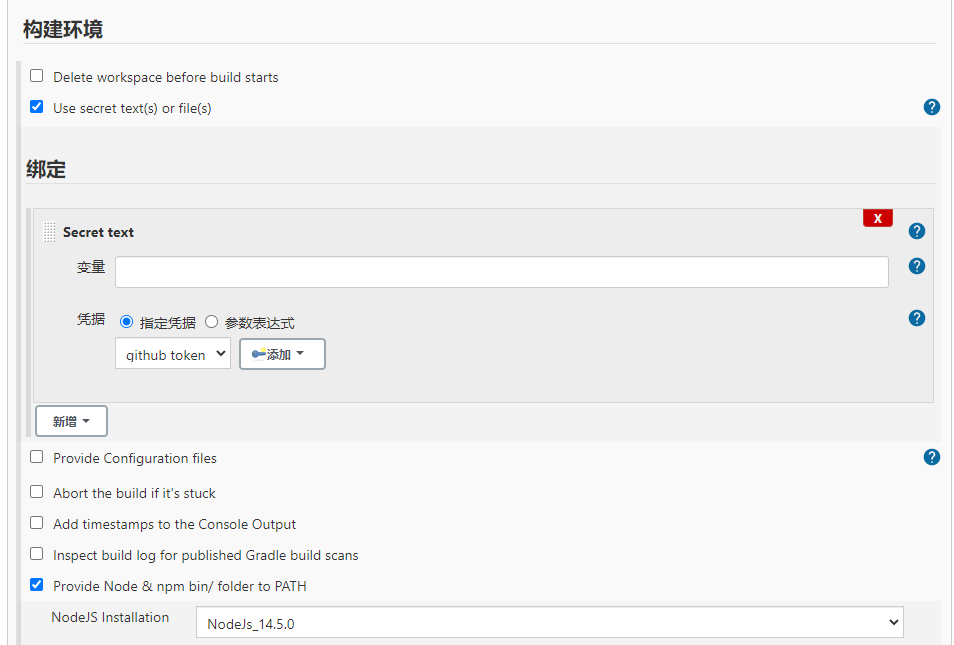 构建环境
Delete workspace before build starts
Use secret text(s) or file(s)
?
绑定
X
Secret text
?
变量
?
凭据
指定凭据
参数表达式
?
github token
添加
新增
Provide Configuration files
?
Abort the build if it's stuck
Add timestamps to the Console Output
Inspect build log for published Gradle build scans
Provide Node & npm bin/ folder to PATH
NodeJS Installation
NodeJs_14.5.0